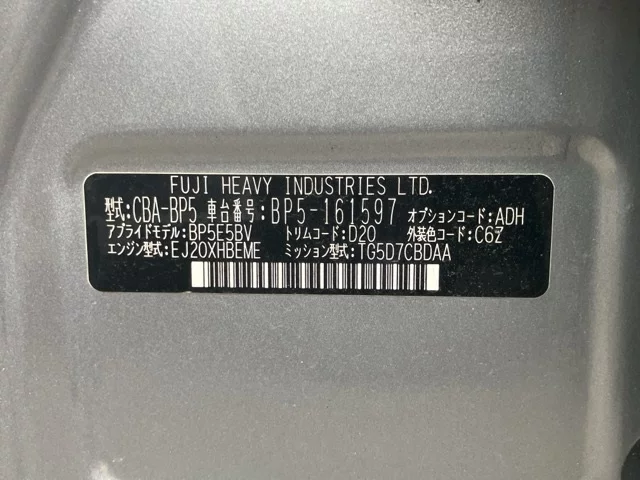 FUJI HEAVY INDUSTRIES LTD.
型式:CBA-BP5 車台番号:BP5-161597 オプションコード:ADH
アプライドモデル:BP5E5BV トリムコード:D20 外装色コード:C6Z
エンジン型式:EJ20XHBEME ミッション型式:TG5D7CBDAA